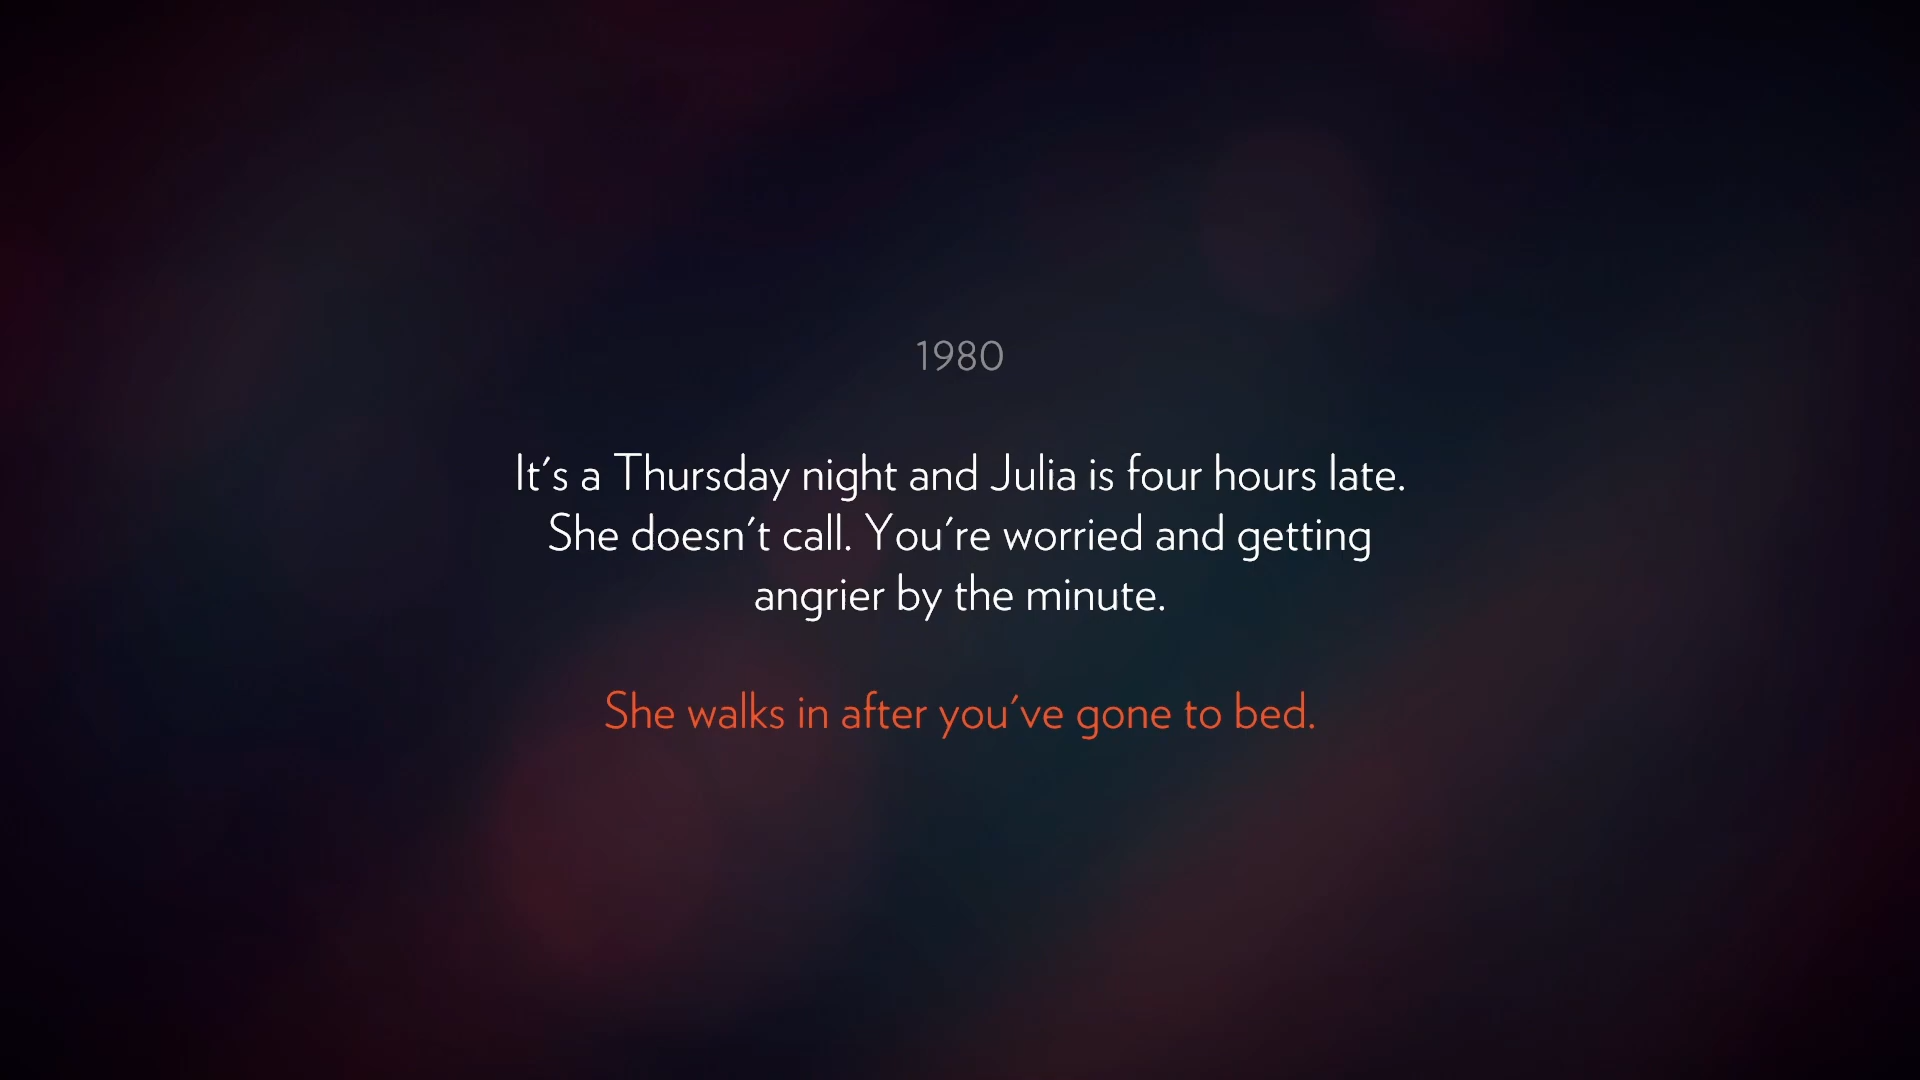 1980
It's a Thursday night and Julia is four hours late.
She doesn't call. You're worried and getting
angrier by the minute.
She walks in after you've gone to bed.